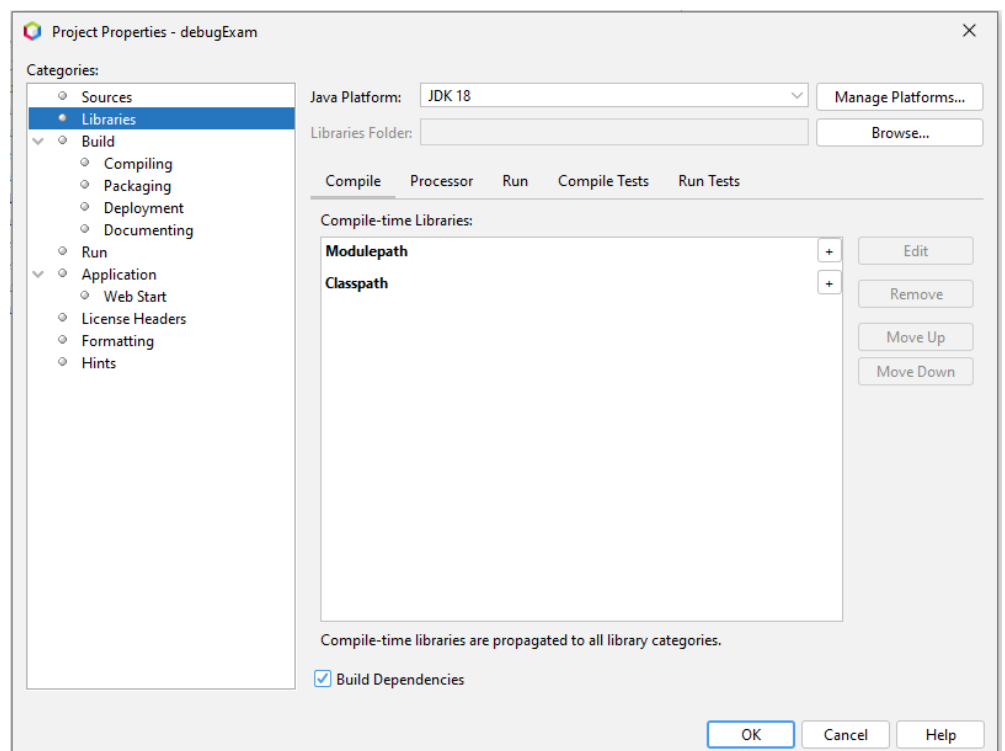 Project Properties - debugExam
Categories:
Sources
Libraries
Build
Compiling
Packaging
Deployment
Documenting
Run
Application
Web Start
License Headers
Formatting
Hints
Java Platform:
JDK 18
Manage Platforms...
Libraries Folder:
Browse...
Compile Processor Run Compile Tests Run Tests
Compile-time Libraries:
Modulepath +
Classpath +
Edit
Remove
Move Up
Move Down
Compile-time libraries are propagated to all library categories.
Build Dependencies
OK Cancel Help